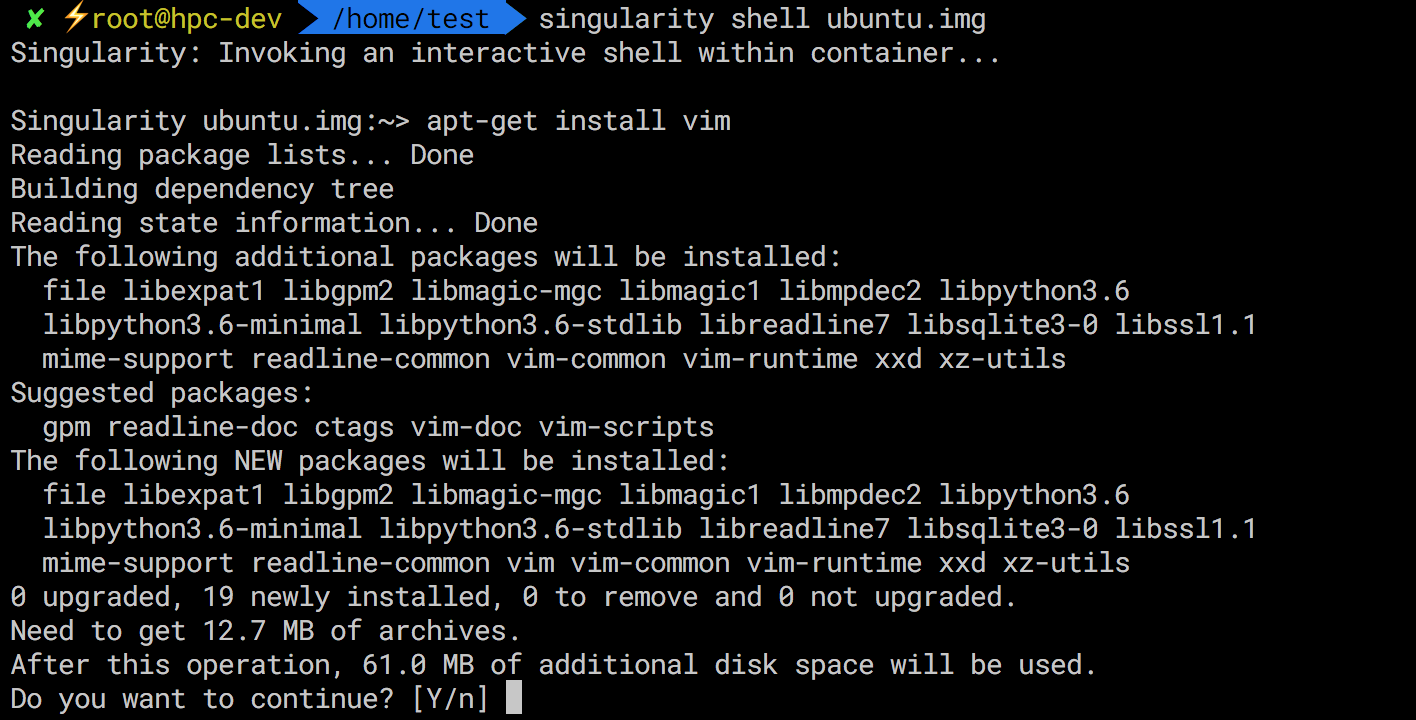 ✘ ⚡root@hpc-dev /home/test singularity shell ubuntu.img
Singularity: Invoking an interactive shell within container...
Singularity ubuntu.img:~> apt-get install vim
Reading package lists... Done
Building dependency tree
Reading state information... Done
The following additional packages will be installed:
  file libexpat1 libgpm2 libmagic-mgc libmagic1 libmpdec2 libpython3.6
  libpython3.6-minimal libpython3.6-stdlib libreadline7 libsqlite3-0 libssl1.1
  mime-support readline-common vim-common vim-runtime xxd xz-utils
Suggested packages:
  gpm readline-doc ctags vim-doc vim-scripts
The following NEW packages will be installed:
  file libexpat1 libgpm2 libmagic-mgc libmagic1 libmpdec2 libpython3.6
  libpython3.6-minimal libpython3.6-stdlib libreadline7 libsqlite3-0 libssl1.1
  mime-support readline-common vim vim-common vim-runtime xxd xz-utils
0 upgraded, 19 newly installed, 0 to remove and 0 not upgraded.
Need to get 12.7 MB of archives.
After this operation, 61.0 MB of additional disk space will be used.
Do you want to continue? [Y/n]